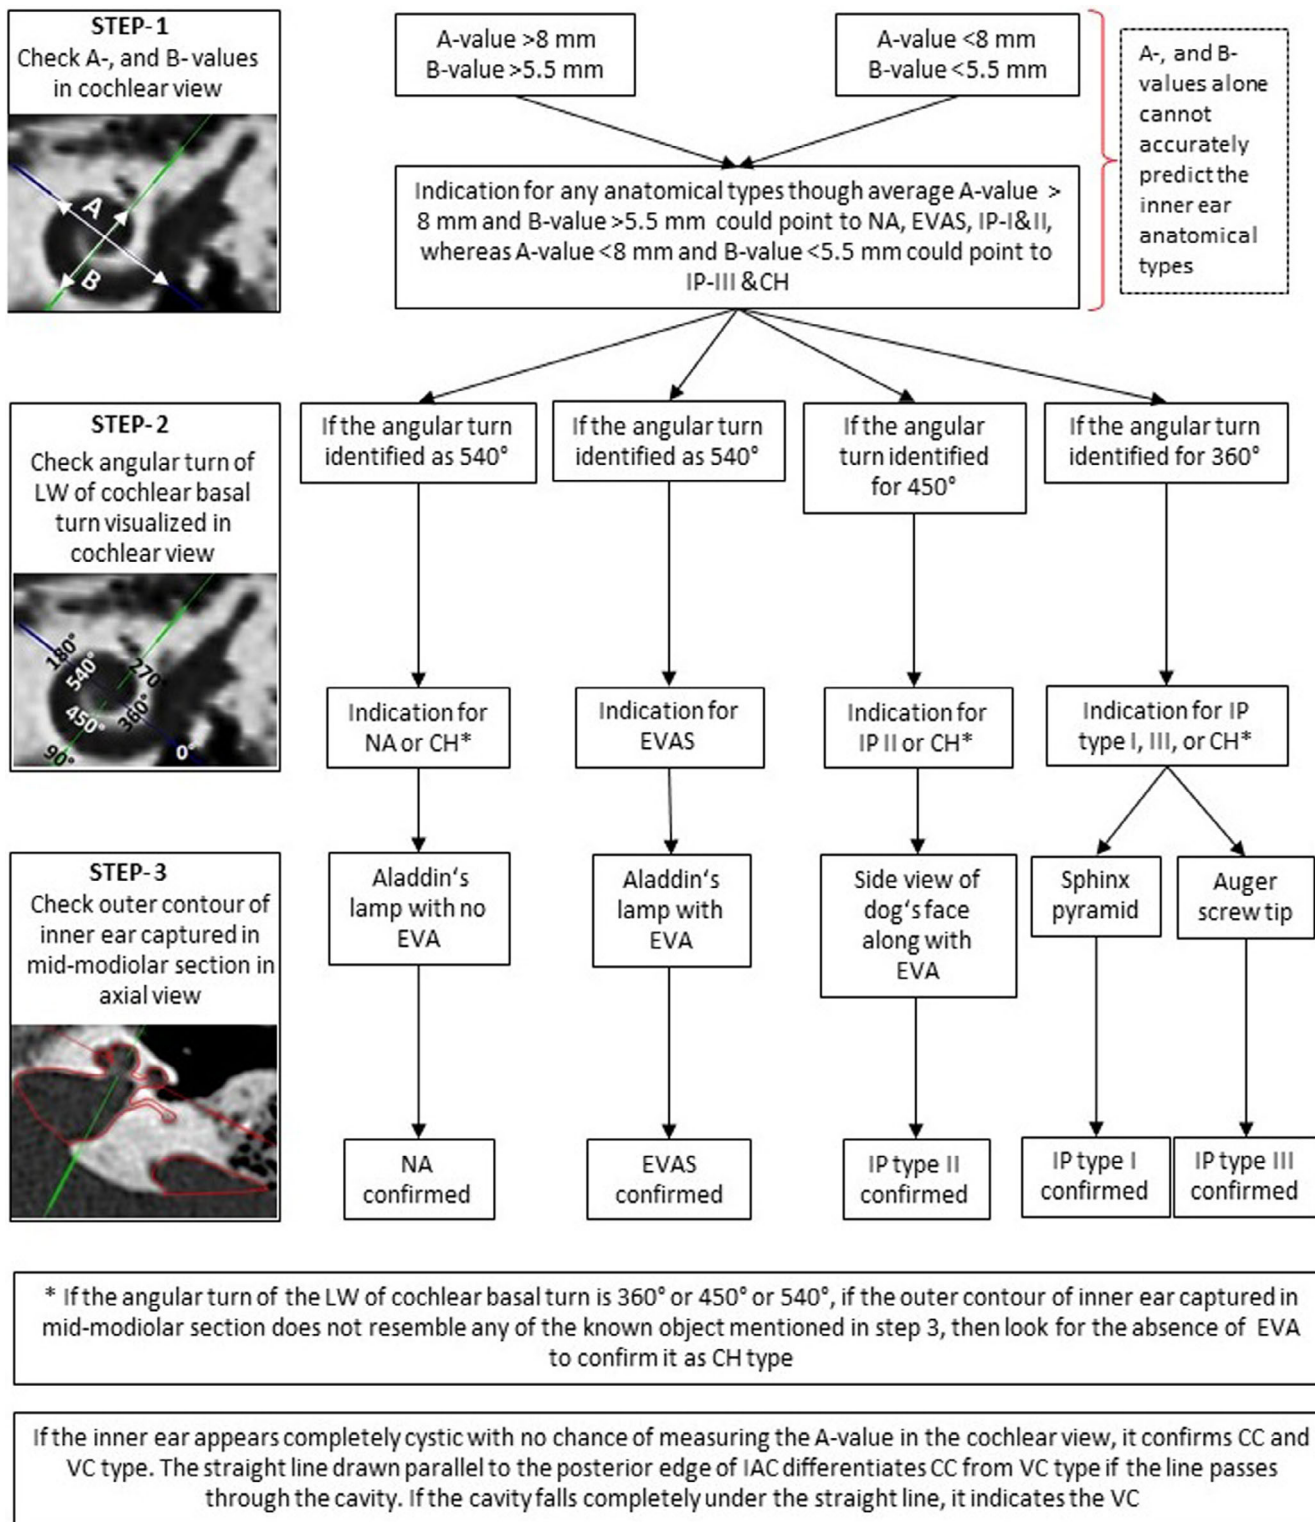 STEP-1
Check A-, and B- values
in cochlear view
A
B
A-value >8 mm
B-value >5.5 mm
A-value <8 mm
B-value <5.5 mm
A-, and B-
values alone
cannot
accurately
predict the
inner ear
anatomical
types
Indication for any anatomical types though average A-value >
8 mm and B-value >5.5 mm could point to NA, EVAS, IP-I&II,
whereas A-value <8 mm and B-value <5.5 mm could point to
IP-III &CH
STEP-2
Check angular turn of
LW of cochlear basal
turn visualized in
cochlear view
180°
540°
270°
450°
360°
90°
0°
If the angular turn
identified as 540°
If the angular turn
identified as 540°
If the angular
turn identified
for 450°
If the angular turn
identified for 360°
Indication for
NA or CH*
Indication for
EVAS
Indication for
IP II or CH*
Indication for IP
type I, III, or CH*
STEP-3
Check outer contour of
inner ear captured in
mid-modiolar section in
axial view
Aladdin‘s
lamp with no
EVA
Aladdin‘s
lamp with
EVA
Side view of
dog‘s face
along with
EVA
Sphinx
pyramid
Auger
screw tip
NA
confirmed
EVAS
confirmed
IP type II
confirmed
IP type I
confirmed
IP type III
confirmed
* If the angular turn of the LW of cochlear basal turn is 360° or 450° or 540°, if the outer contour of inner ear captured in
mid-modiolar section does not resemble any of the known object mentioned in step 3, then look for the absence of EVA
to confirm it as CH type
If the inner ear appears completely cystic with no chance of measuring the A-value in the cochlear view, it confirms CC and
VC type. The straight line drawn parallel to the posterior edge of IAC differentiates CC from VC type if the line passes
through the cavity. If the cavity falls completely under the straight line, it indicates the VC